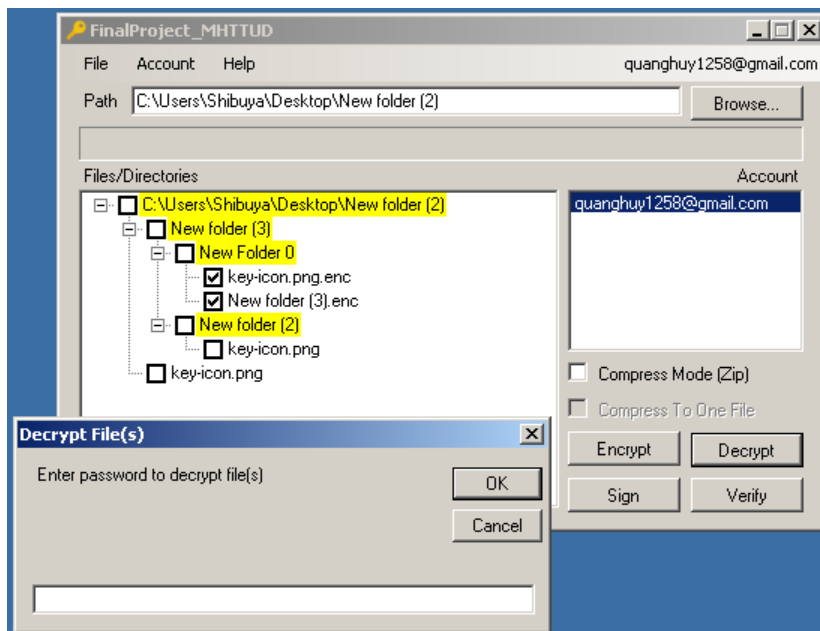 FinalProject_MHTTUD
File Account Help quanghuy1258@gmail.com
Path C:\Users\Shibuya\Desktop\New folder (2) Browse...
Files/Directories Account
C:\Users\Shibuya\Desktop\New folder (2) quanghuy1258@gmail.com
New folder (3)
New Folder 0
key-icon.png.enc
New folder (3).enc
New folder (2)
key-icon.png
key-icon.png
Compress Mode (Zip)
Compress To One File
Encrypt Decrypt
Sign Verify
Decrypt File(s)
Enter password to decrypt file(s)
OK
Cancel